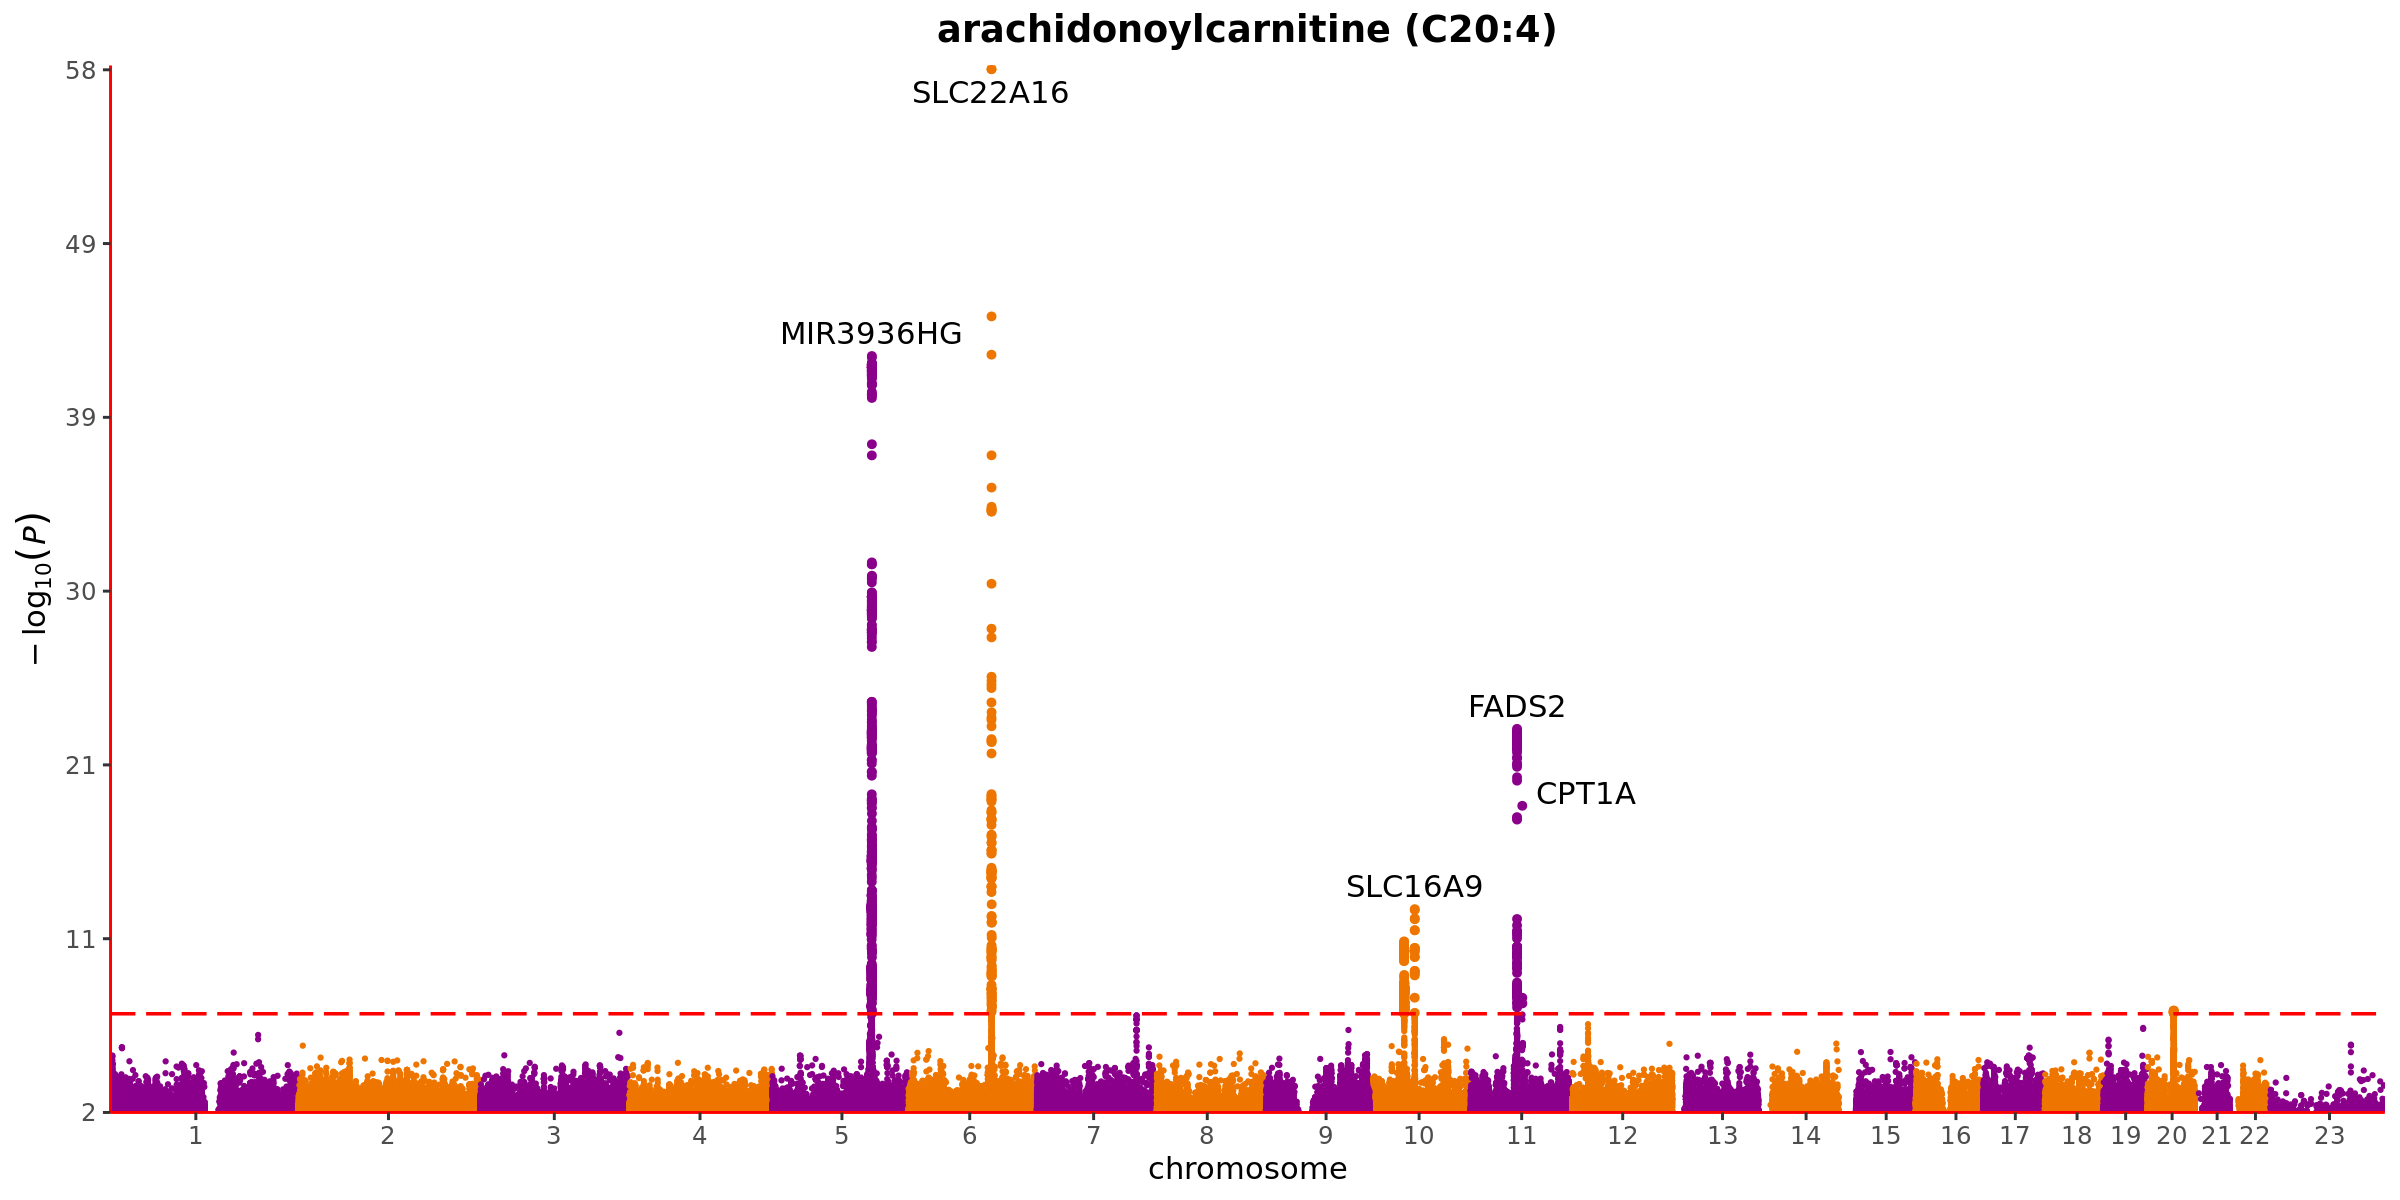 arachidonoylcarnitine (C20:4)
58
SLC22A16
49
MIR3936HG
39
30
21
FADS2
CPT1A
SLC16A9
11
2
− log10(P)
1 2 3 4 5 6 7 8 9 10 11 12 13 14 15 16 17 18 19 20 21 22 23
chromosome